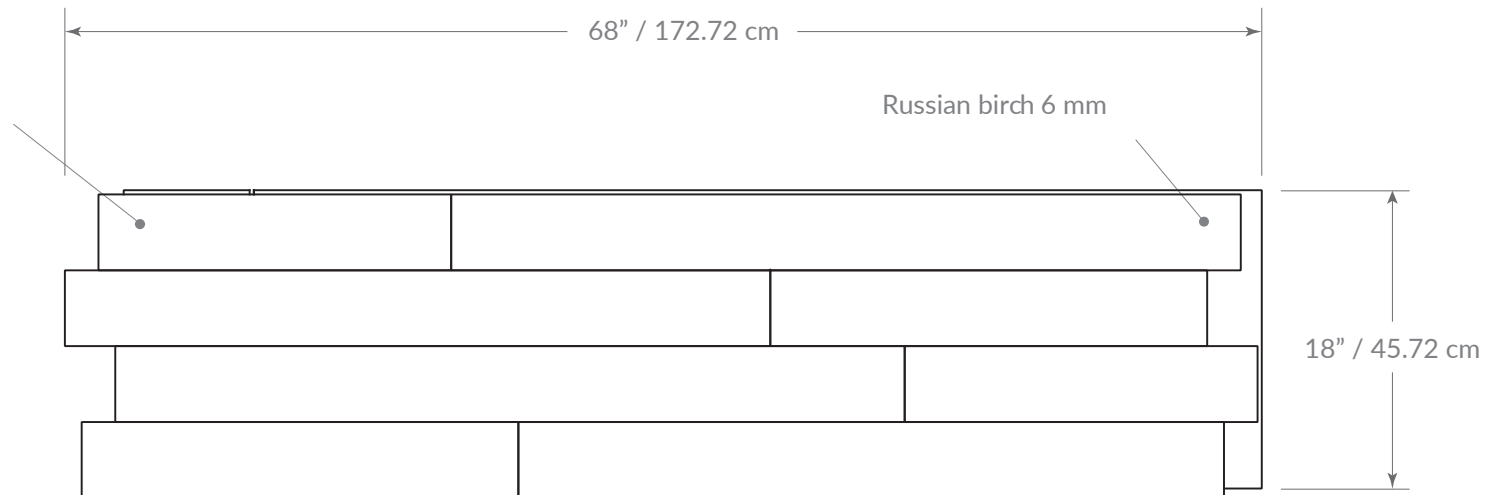 68” / 172.72 cm
Russian birch 6 mm
18” / 45.72 cm